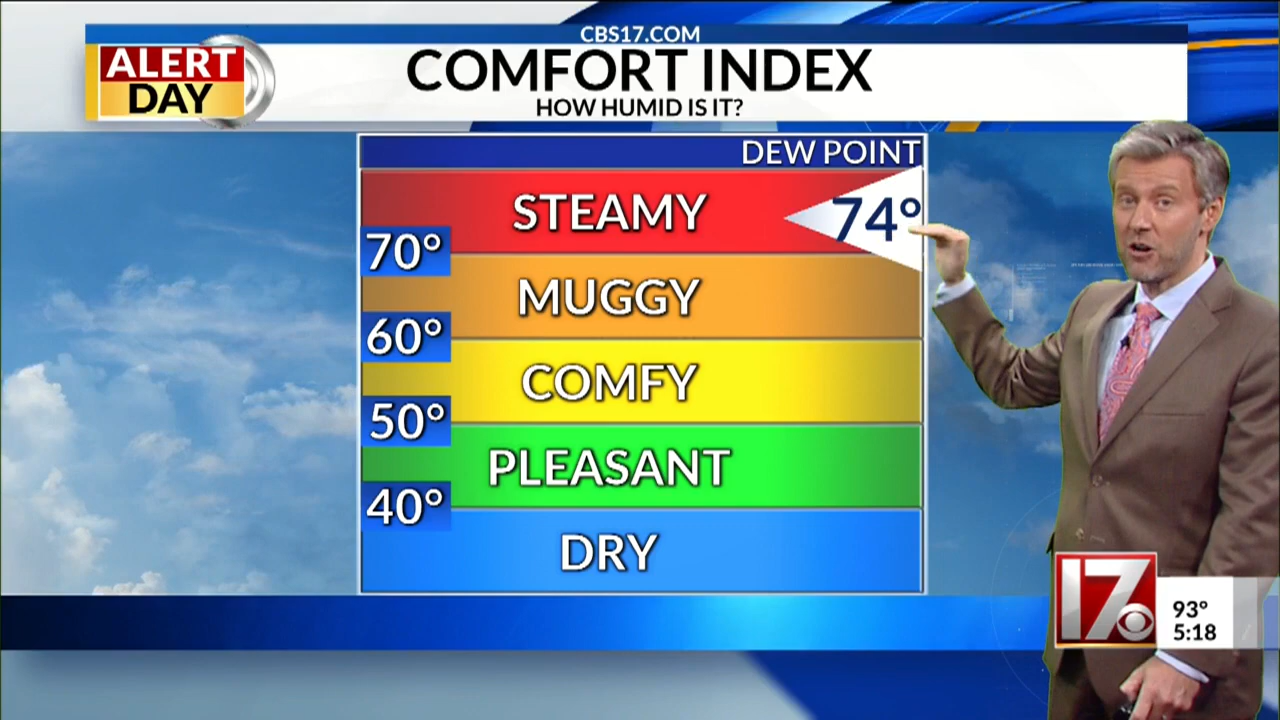 CBS17.COM
ALERT
DAY
COMFORT INDEX
HOW HUMID IS IT?
DEW POINT
STEAMY
74°
70°
MUGGY
60°
COMFY
50°
PLEASANT
40°
DRY
17
93°
5:18